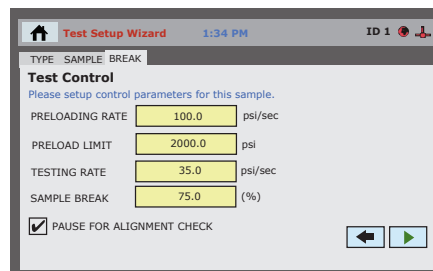 Test Setup Wizard 1:34 PM ID 1
TYPE SAMPLE BREAK
Test Control
Please setup control parameters for this sample.
PRELOADING RATE 100.0 psi/sec
PRELOAD LIMIT 2000.0 psi
TESTING RATE 35.0 psi/sec
SAMPLE BREAK 75.0 (%)
PAUSE FOR ALIGNMENT CHECK